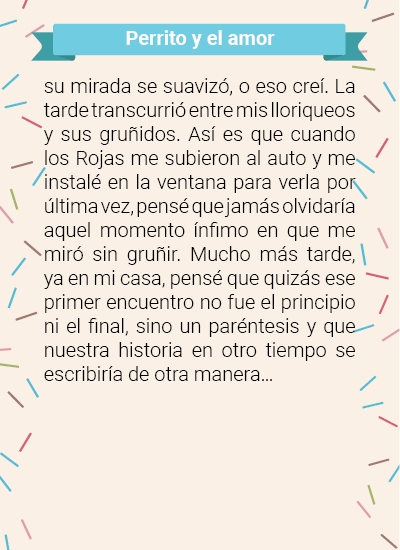 Perrito y el amor
su mirada se suavizó, o eso creí. La
tarde transcurrió entre mis lloriqueos
y sus gruñidos. Así es que cuando
los Rojas me subieron al auto y me
instalé en la ventana para verla por
última vez, pensé que jamás olvidaría
aquel momento ínfimo en que me
miró sin gruñir. Mucho más tarde,
ya en mi casa, pensé que quizás ese
primer encuentro no fue el principio
ni el final, sino un paréntesis y que
nuestra historia en otro tiempo se
escribiría de otra manera...